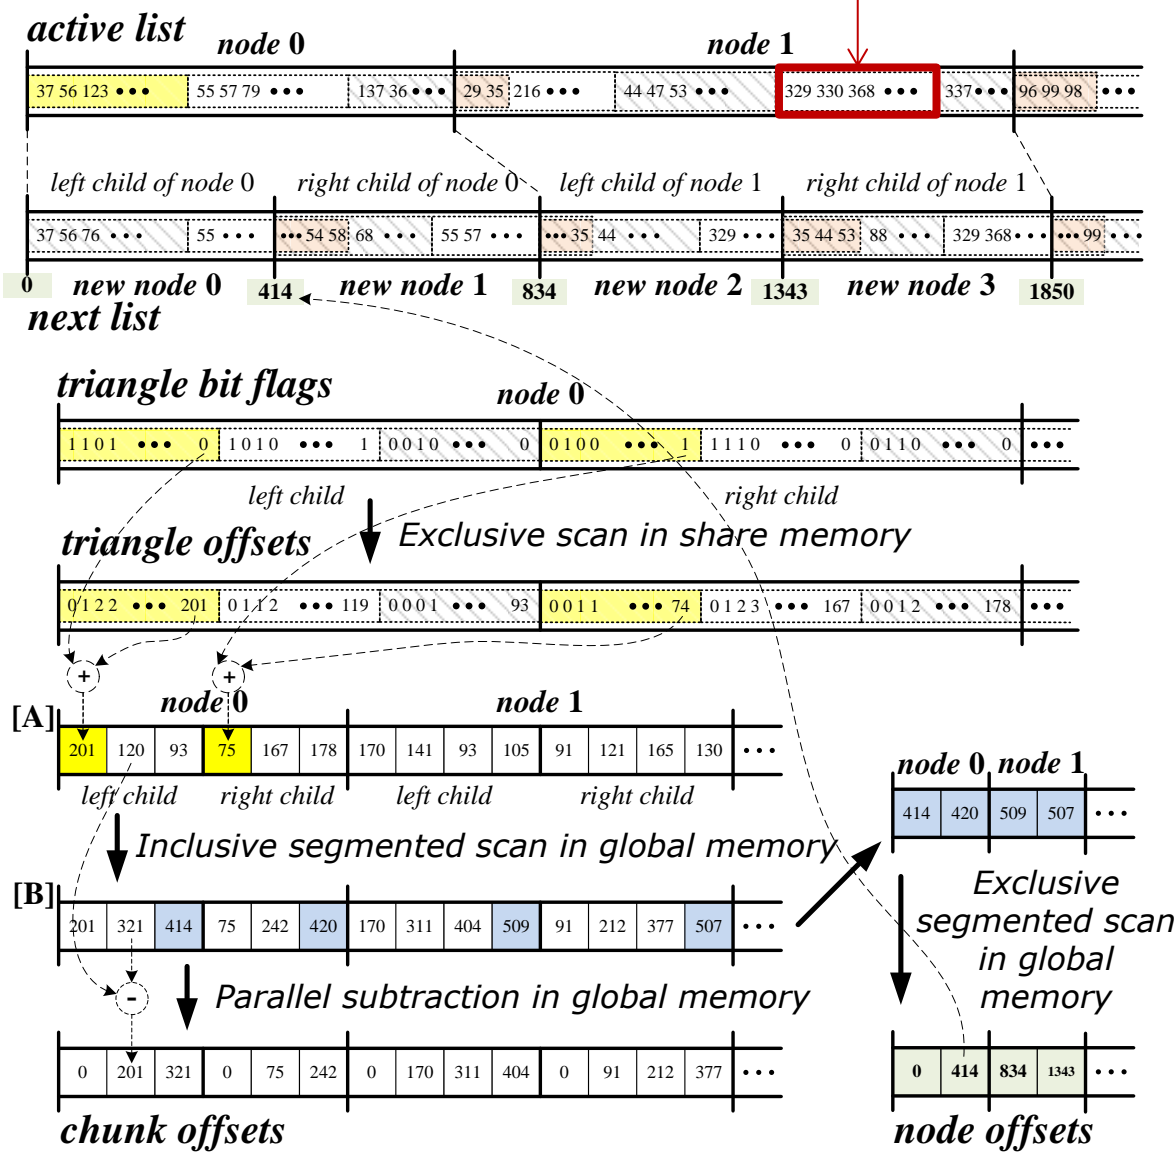 active list
node 0
node 1
37 56 123 ••• 55 57 79 ••• 137 36 ••• 29 35 216 ••• 44 47 53 ••• 329 330 368 ••• 337 ••• 96 99 98 •••
left child of node 0
right child of node 0
left child of node 1
right child of node 1
37 56 76 ••• 55 ••• ••• 54 58 68 ••• 55 57 ••• ••• 35 44 ••• 329 ••• 35 44 53 88 ••• 329 368 ••• ••• 99 •••
0 new node 0 414 new node 1 834 new node 2 1343 new node 3 1850
next list
triangle bit flags
node 0
1 1 0 1 ••• 0 1 0 1 0 ••• 1 0 0 1 0 ••• 0 0 1 0 0 ••• 1 1 1 1 0 ••• 0 0 1 1 0 ••• 0 •••
left child
right child
triangle offsets
Exclusive scan in share memory
0 1 2 2 ••• 201 0 1 1 2 ••• 119 0 0 0 1 ••• 93 0 0 1 1 ••• 74 0 1 2 3 ••• 167 0 0 1 2 ••• 178 •••
+ +
node 0
node 1
[A]
201 120 93 75 167 178 170 141 93 105 91 121 165 130 •••
left child
right child
left child
right child
Inclusive segmented scan in global memory
[B]
201 321 414 75 242 420 170 311 404 509 91 212 377 507 •••
-
Parallel subtraction in global memory
0 201 321 0 75 242 0 170 311 404 0 91 212 377 •••
chunk offsets
node 0 node 1
414 420 509 507 •••
Exclusive
segmented scan
in global
memory
0 414 834 1343 •••
node offsets